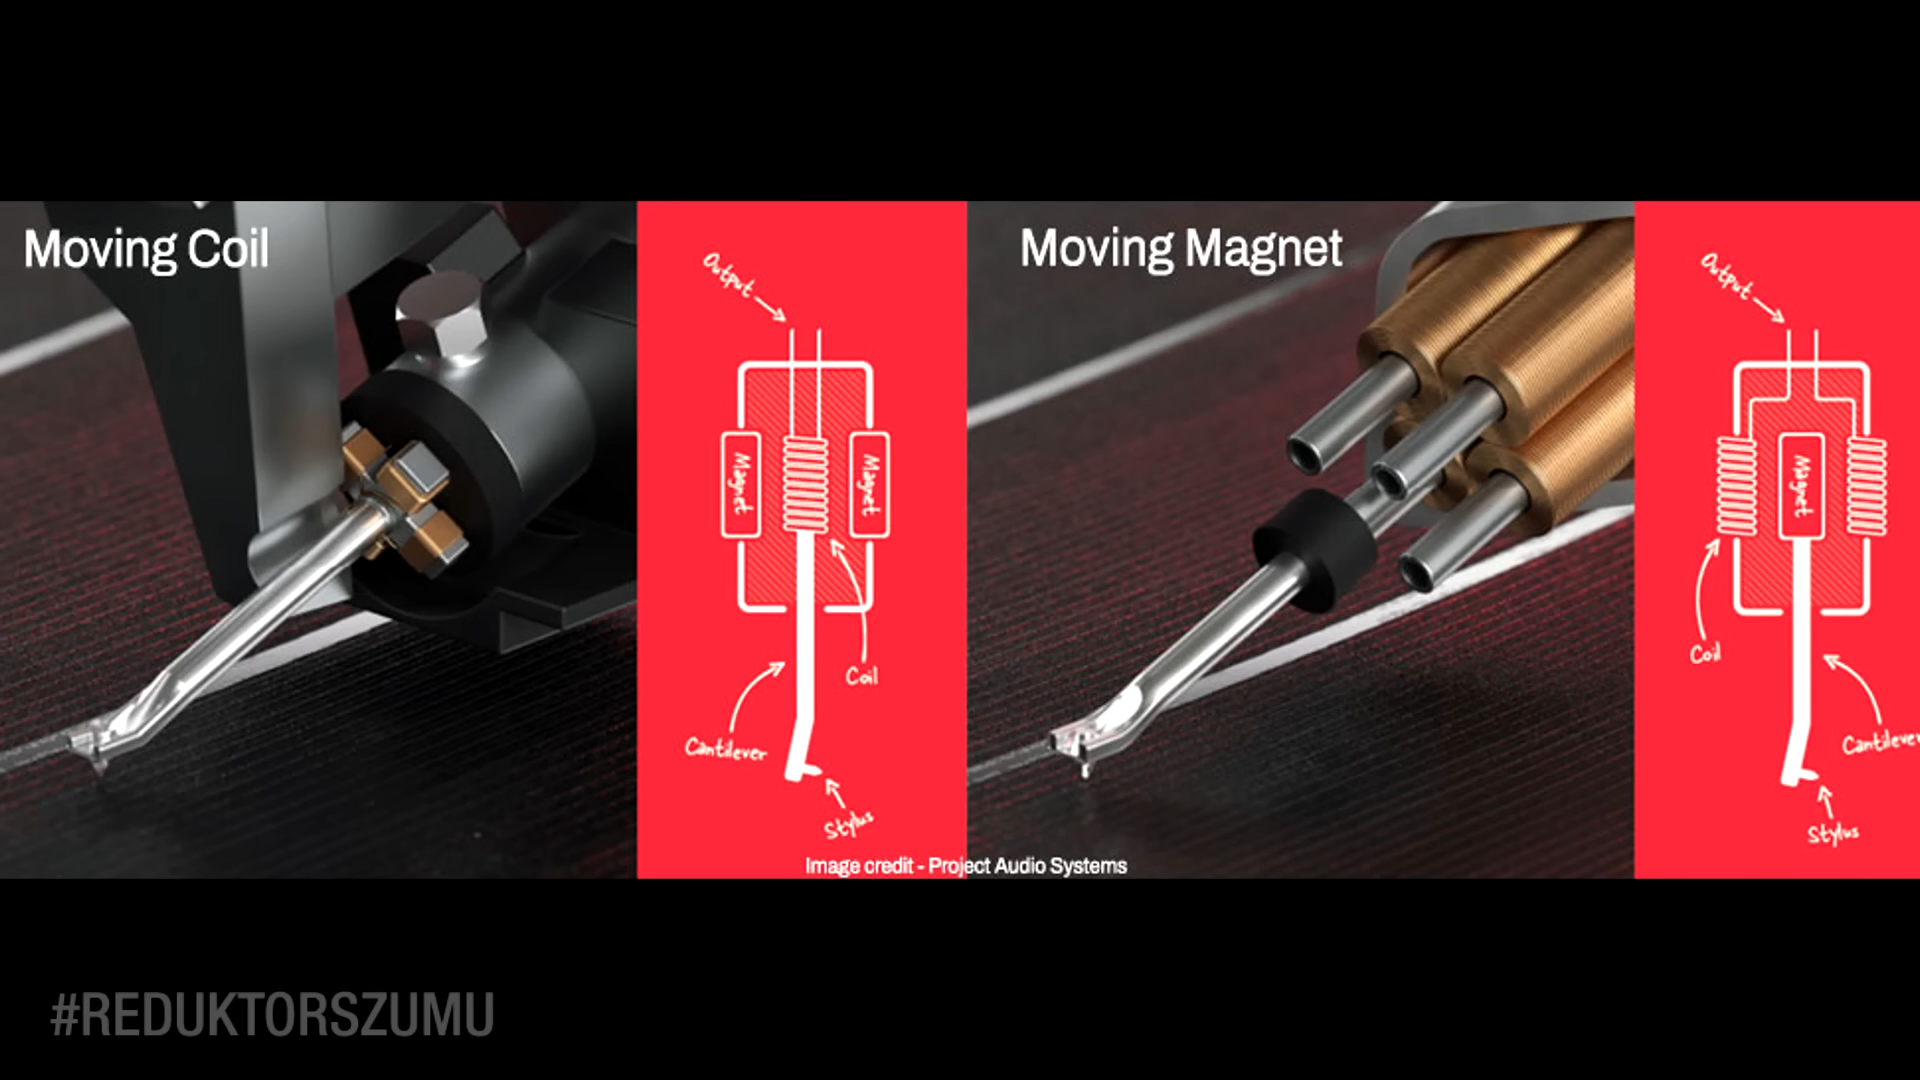 Moving Coil
Output
Magnet
Magnet
Coil
Cantilever
Stylus
Moving Magnet
Output
Magnet
Coil
Cantilever
Stylus
Image credit - Project Audio Systems
#REDUKTORSZUMU